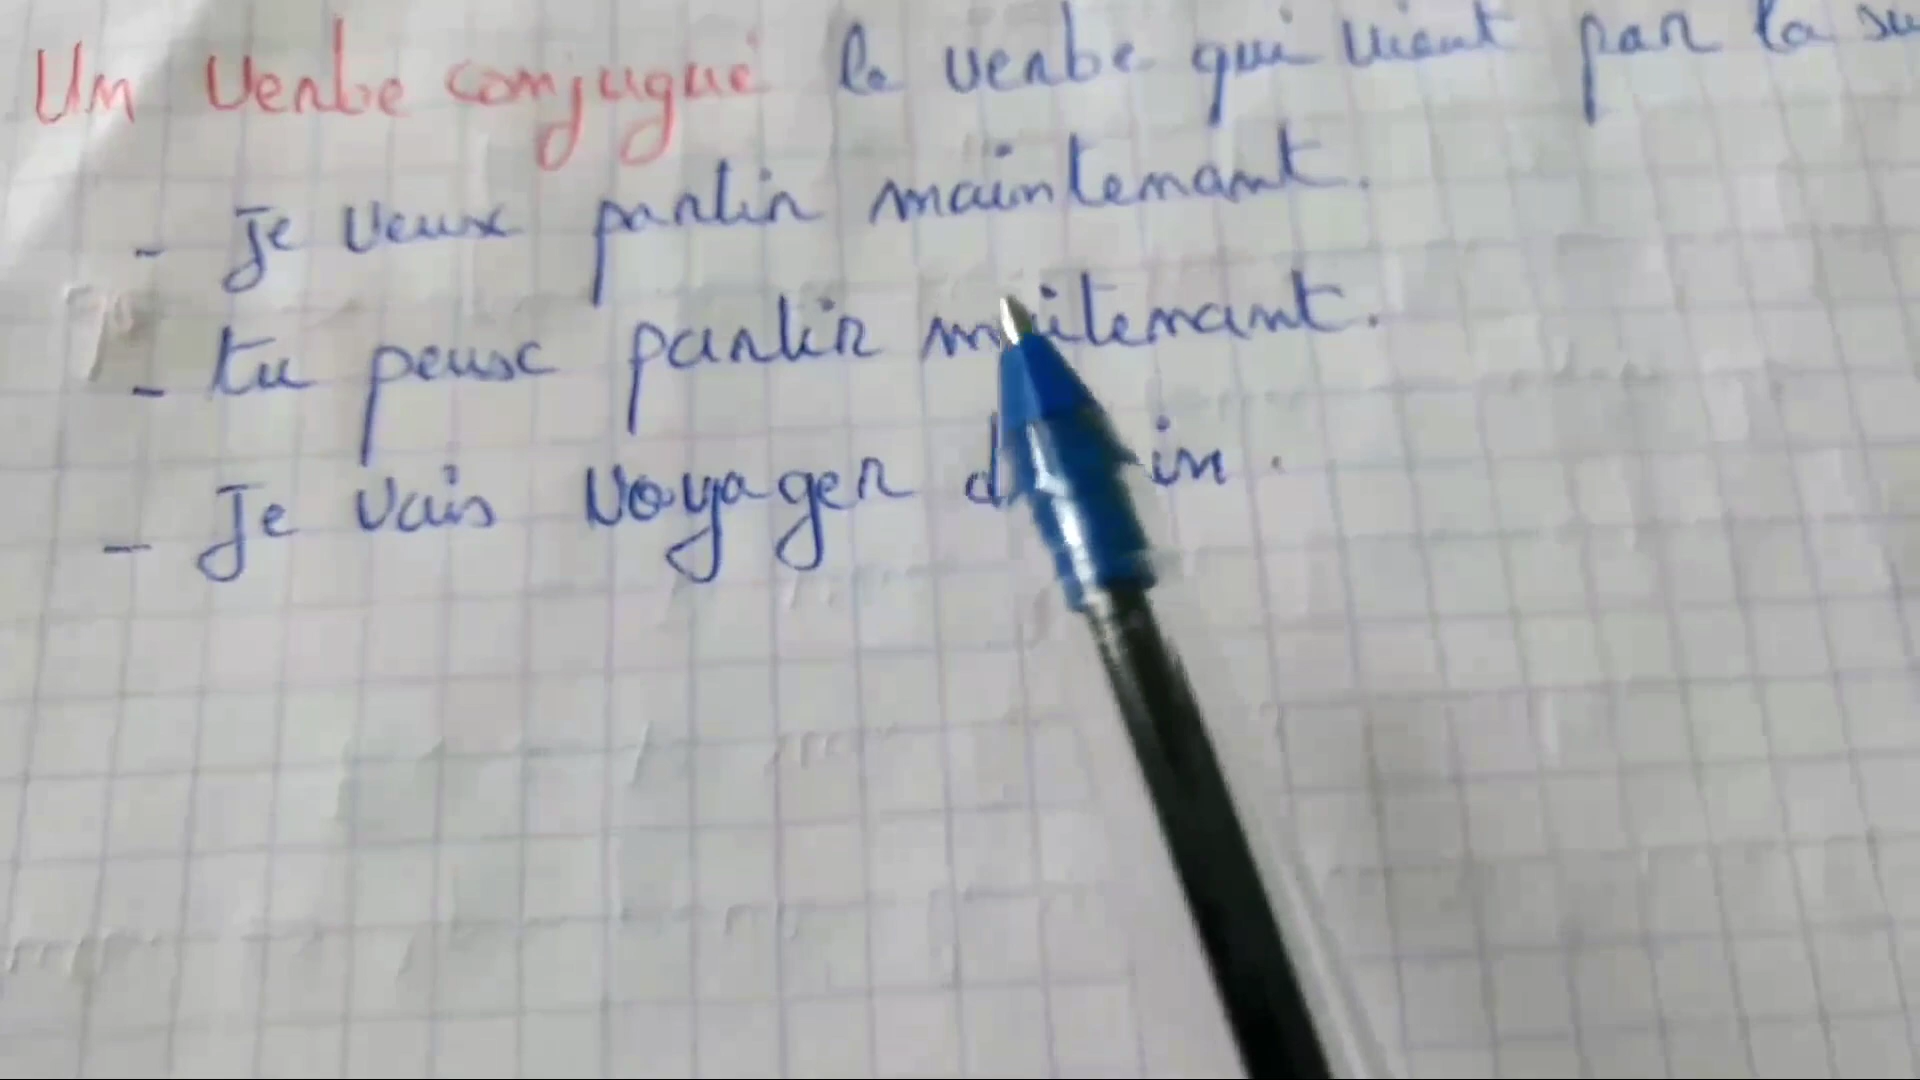 Un verbe conjugué le verbe qui vient par la
- Je veux partir maintenant.
- tu peux partir
- Je vais voyager